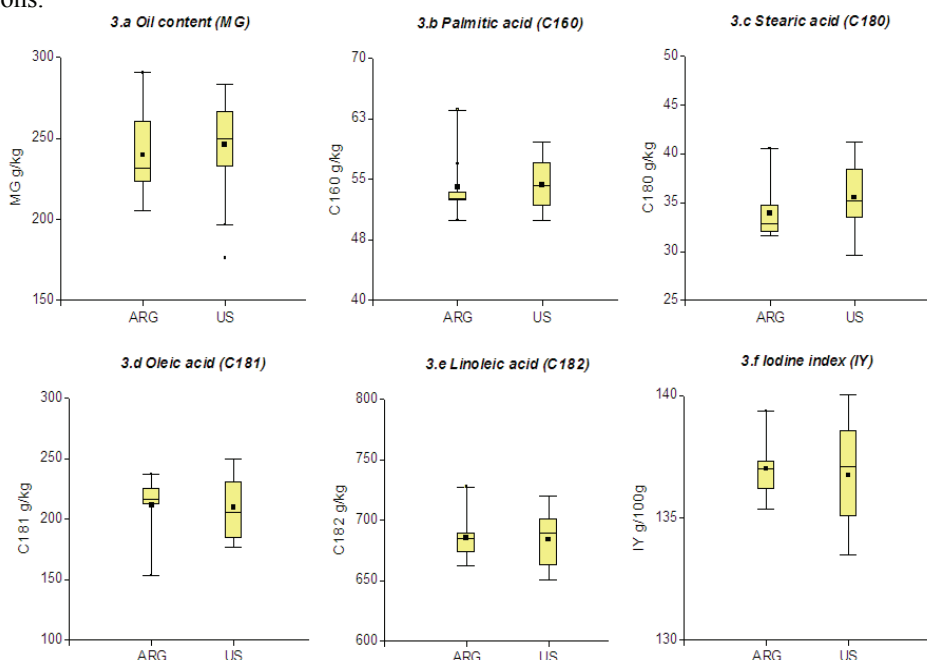 ons.
3.a Oil content (MG)
300
250
200
150
MG g/kg
ARG US
3.b Palmitic acid (C160)
70
63
55
48
40
C160 g/kg
ARG US
3.c Stearic acid (C180)
50
45
40
35
30
25
C180 g/kg
ARG US
3.d Oleic acid (C181)
300
250
200
150
100
C181 g/kg
ARG US
3.e Linoleic acid (C182)
800
750
700
650
600
C182 g/kg
ARG US
3.f Iodine index (IY)
140
135
130
IY g/100g
ARG US